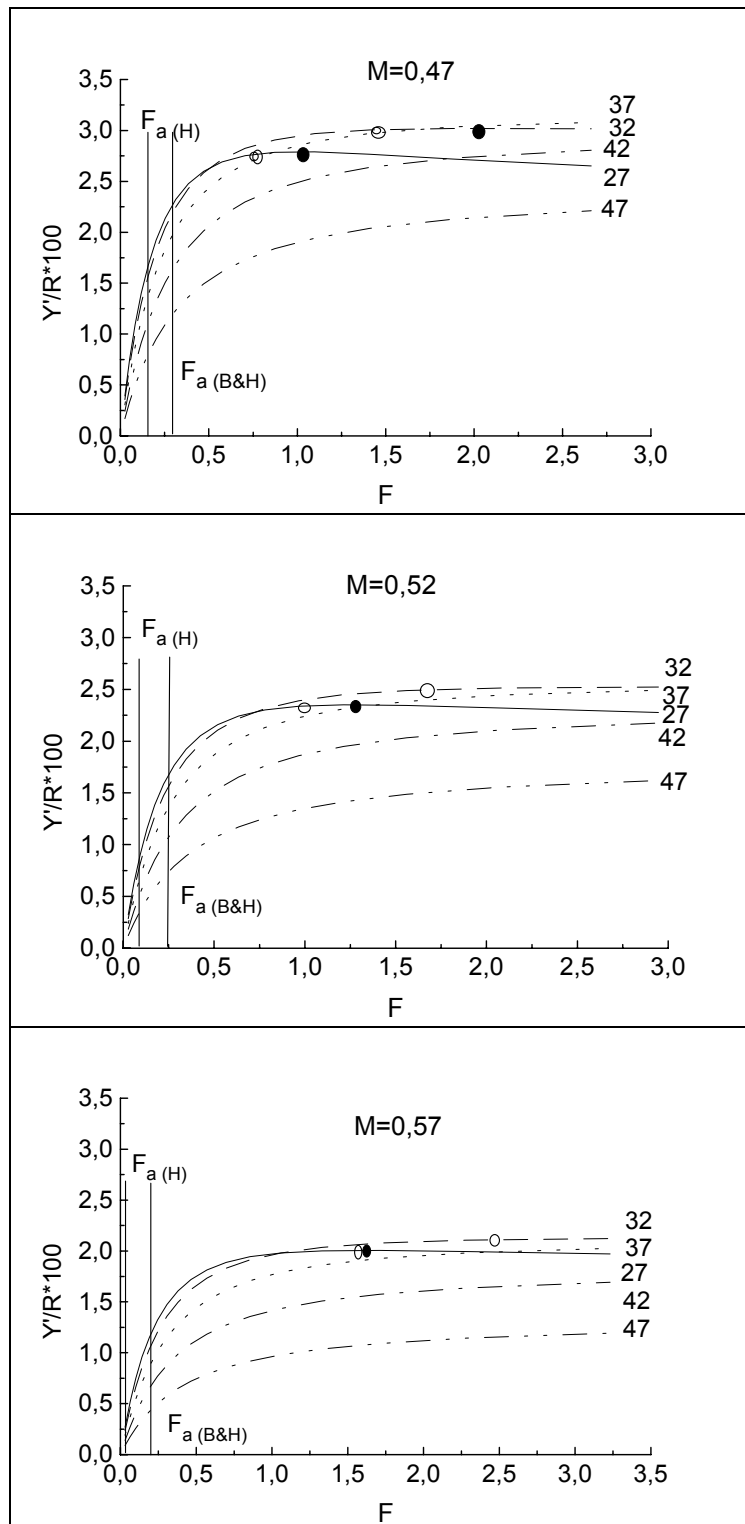 M=0,47
3,5
3,0
2,5
2,0
1,5
1,0
0,5
0,0
Y'/R*100
F a (H)
F a (B&H)
37
32
42
27
47
0,0 0,5 1,0 1,5 2,0 2,5 3,0
F
M=0,52
3,5
3,0
2,5
2,0
1,5
1,0
0,5
0,0
Y'/R*100
F a (H)
F a (B&H)
32
37
27
42
47
0,0 0,5 1,0 1,5 2,0 2,5 3,0
F
M=0,57
3,5
3,0
2,5
2,0
1,5
1,0
0,5
0,0
Y'/R*100
F a (H)
F a (B&H)
32
37
27
42
47
0,0 0,5 1,0 1,5 2,0 2,5 3,0 3,5
F